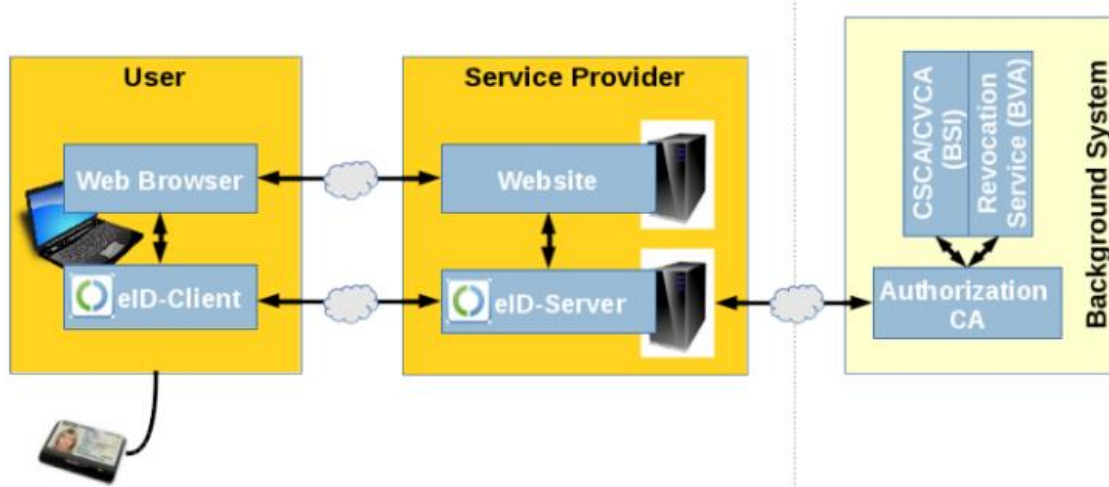 User
Web Browser
eID-Client
Service Provider
Website
eID-Server
CSCA/CVCA
(BSI)
Revocation
Service (BVA)
Authorization
CA
Background System